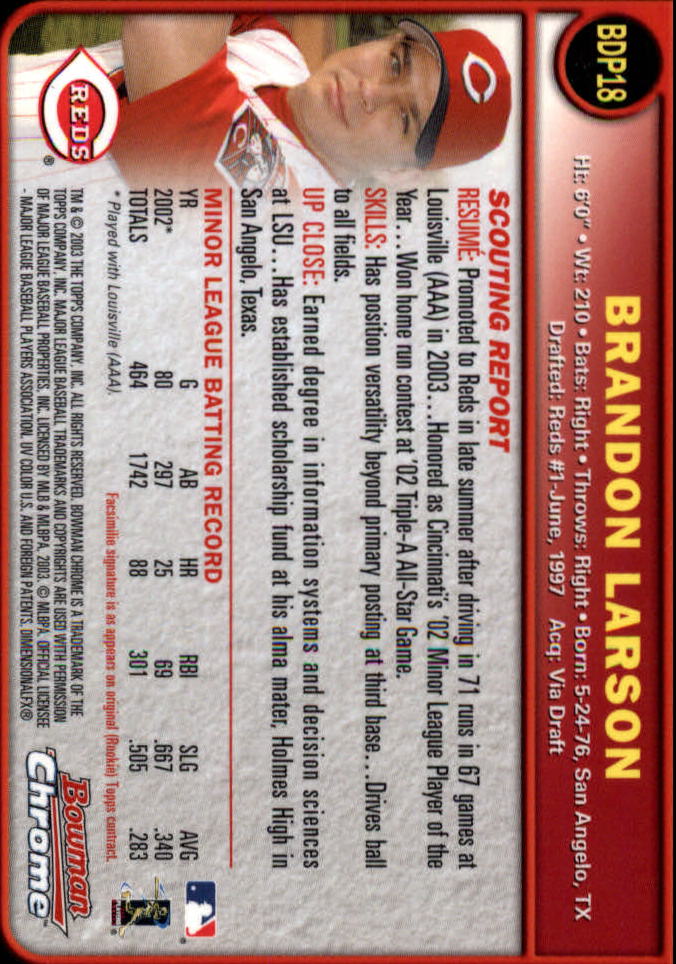 BDP18
BRANDON LARSON
Ht: 6'0" • Wt: 210 • Bats: Right • Throws: Right • Born: 5-24-76, San Angelo, TX
Drafted: Reds #1-June, 1997 Acq: Via Draft
SCOUTING REPORT
RESUMÉ: Promoted to Reds in late summer after driving in 71 runs in 67 games at
Louisville (AAA) in 2003...Honored as Cincinnati's '02 Minor League Player of the
Year...Won home run contest at '02 Triple-A All-Star Game.
SKILLS: Has position versatility beyond primary posting at third base...Drives ball
to all fields.
UP CLOSE: Earned degree in information systems and decision sciences
at LSU...Has established scholarship fund at his alma mater, Holmes High in
San Angelo, Texas.
MINOR LEAGUE BATTING RECORD
YR G AB HR RBI SLG AVG
2002* 80 297 25 69 .667 .340
TOTALS 464 1742 88 301 .505 .283
* Played with Louisville (AAA).
Facsimile signature is as appears on original (Rookie) Topps contract.
TM & © 2003 THE TOPPS COMPANY, INC. ALL RIGHTS RESERVED. BOWMAN CHROME IS A TRADEMARK OF THE
TOPPS COMPANY, INC. MAJOR LEAGUE BASEBALL TRADEMARKS AND COPYRIGHTS ARE USED WITH PERMISSION
OF MAJOR LEAGUE BASEBALL PROPERTIES, INC. LICENSED BY MLB & MLBPA, 2003. © MLBPA. OFFICIAL LICENSEE
- MAJOR LEAGUE BASEBALL PLAYERS ASSOCIATION. UV COLOR U.S. AND FOREIGN PATENTS. DIMENSIONALFX®
REDS ®
Bowman
Chrome™